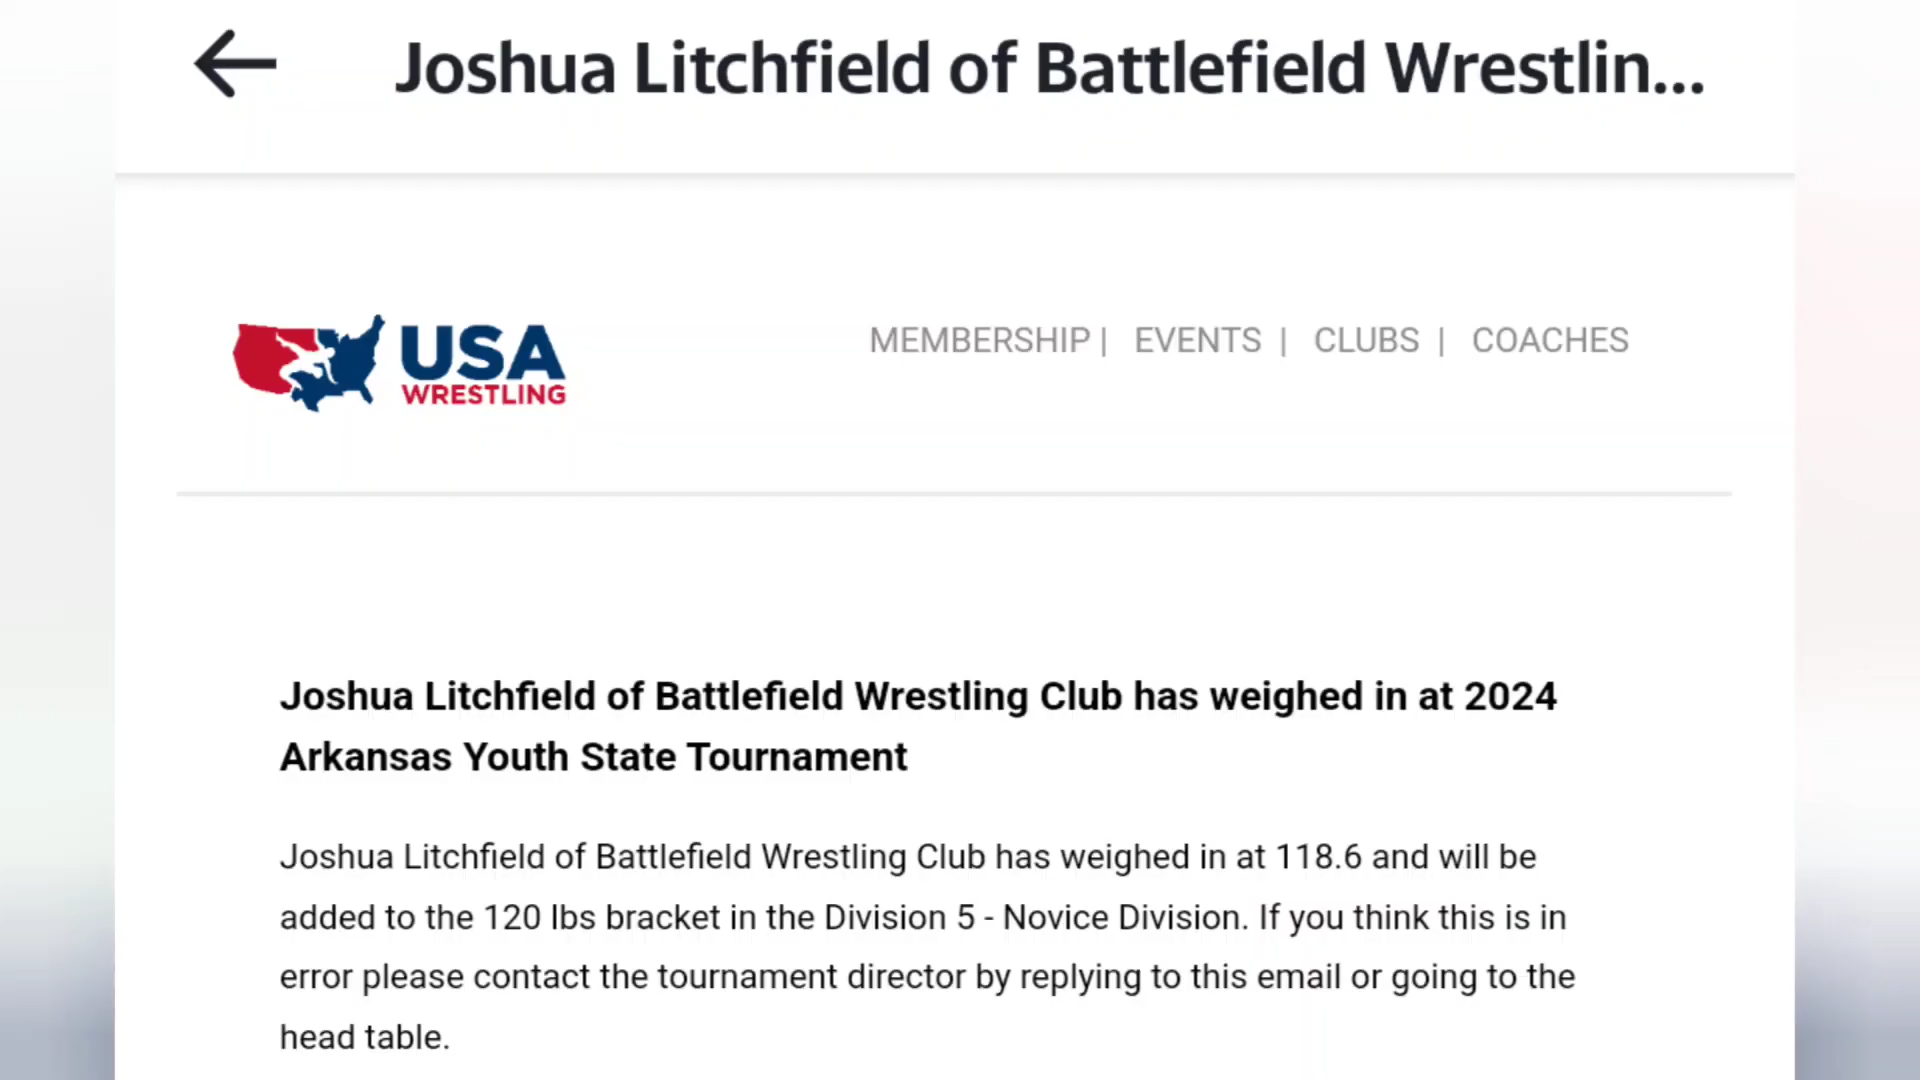 Joshua Litchfield of Battlefield Wrestlin...
USA
WRESTLING
MEMBERSHIP | EVENTS | CLUBS | COACHES
Joshua Litchfield of Battlefield Wrestling Club has weighed in at 2024
Arkansas Youth State Tournament
Joshua Litchfield of Battlefield Wrestling Club has weighed in at 118.6 and will be
added to the 120 lbs bracket in the Division 5 - Novice Division. If you think this is in
error please contact the tournament director by replying to this email or going to the
head table.